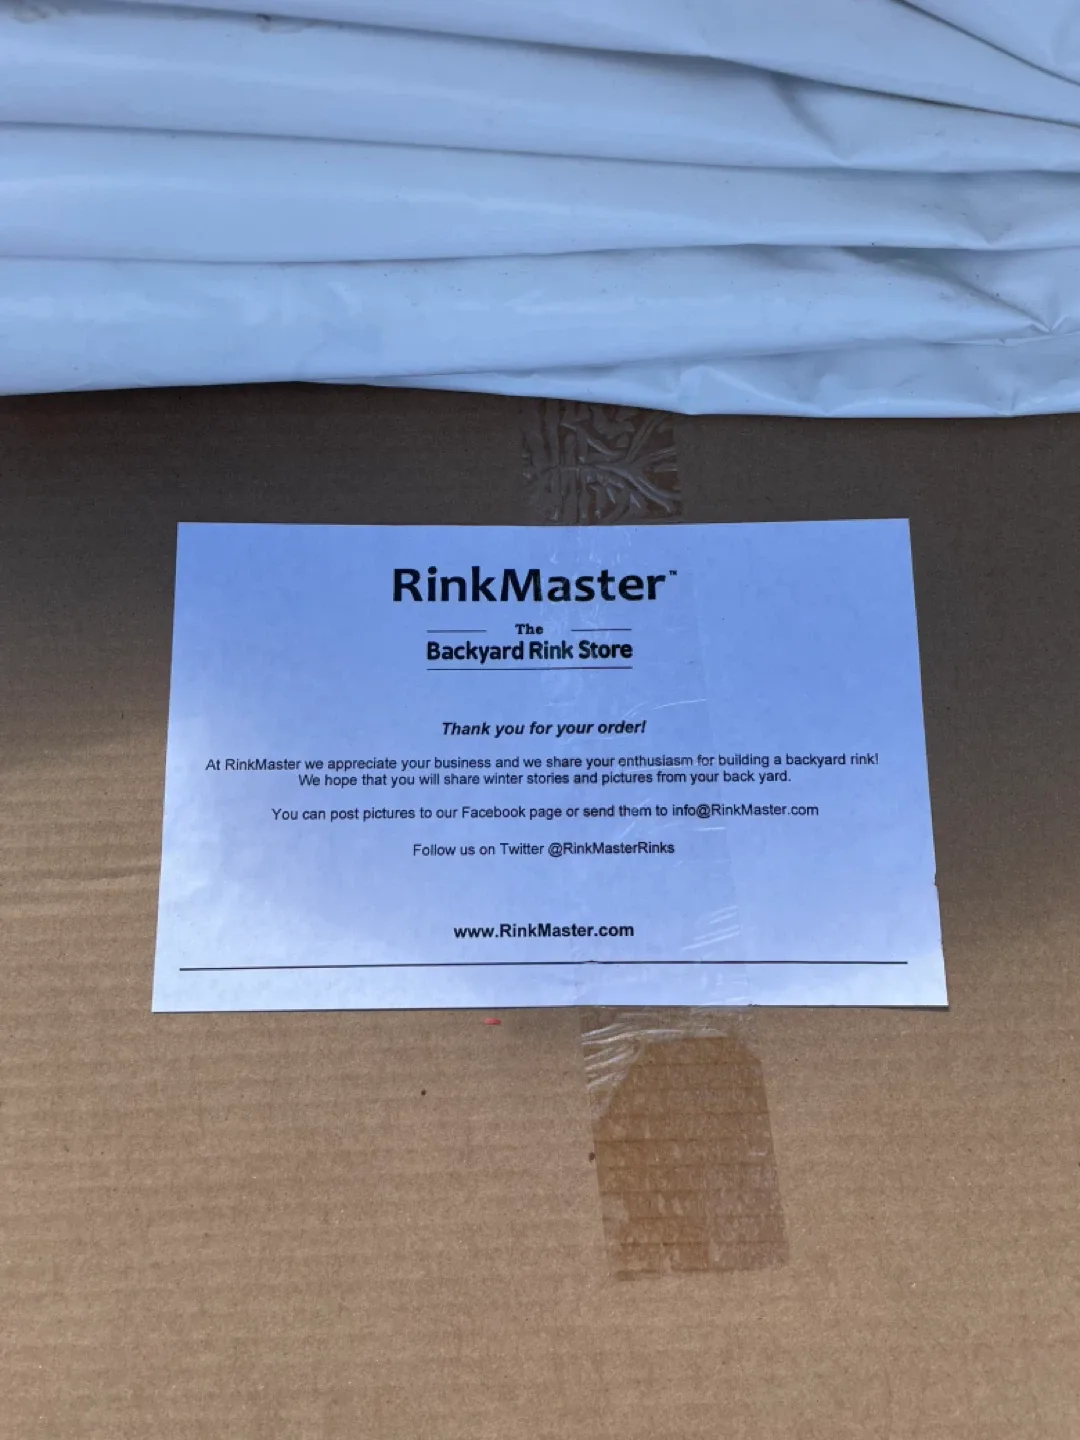 RinkMaster™
The
Backyard Rink Store
Thank you for your order!
At RinkMaster we appreciate your business and we share your enthusiasm for building a backyard rink!
We hope that you will share winter stories and pictures from your back yard.
You can post pictures to our Facebook page or send them to info@RinkMaster.com
Follow us on Twitter @RinkMasterRinks
www.RinkMaster.com